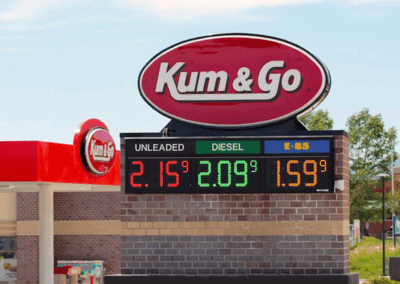 Kum & Go
Kum & Go
UNLEADED DIESEL E-85
2.15⁹ 2.09⁹ 1.59⁹